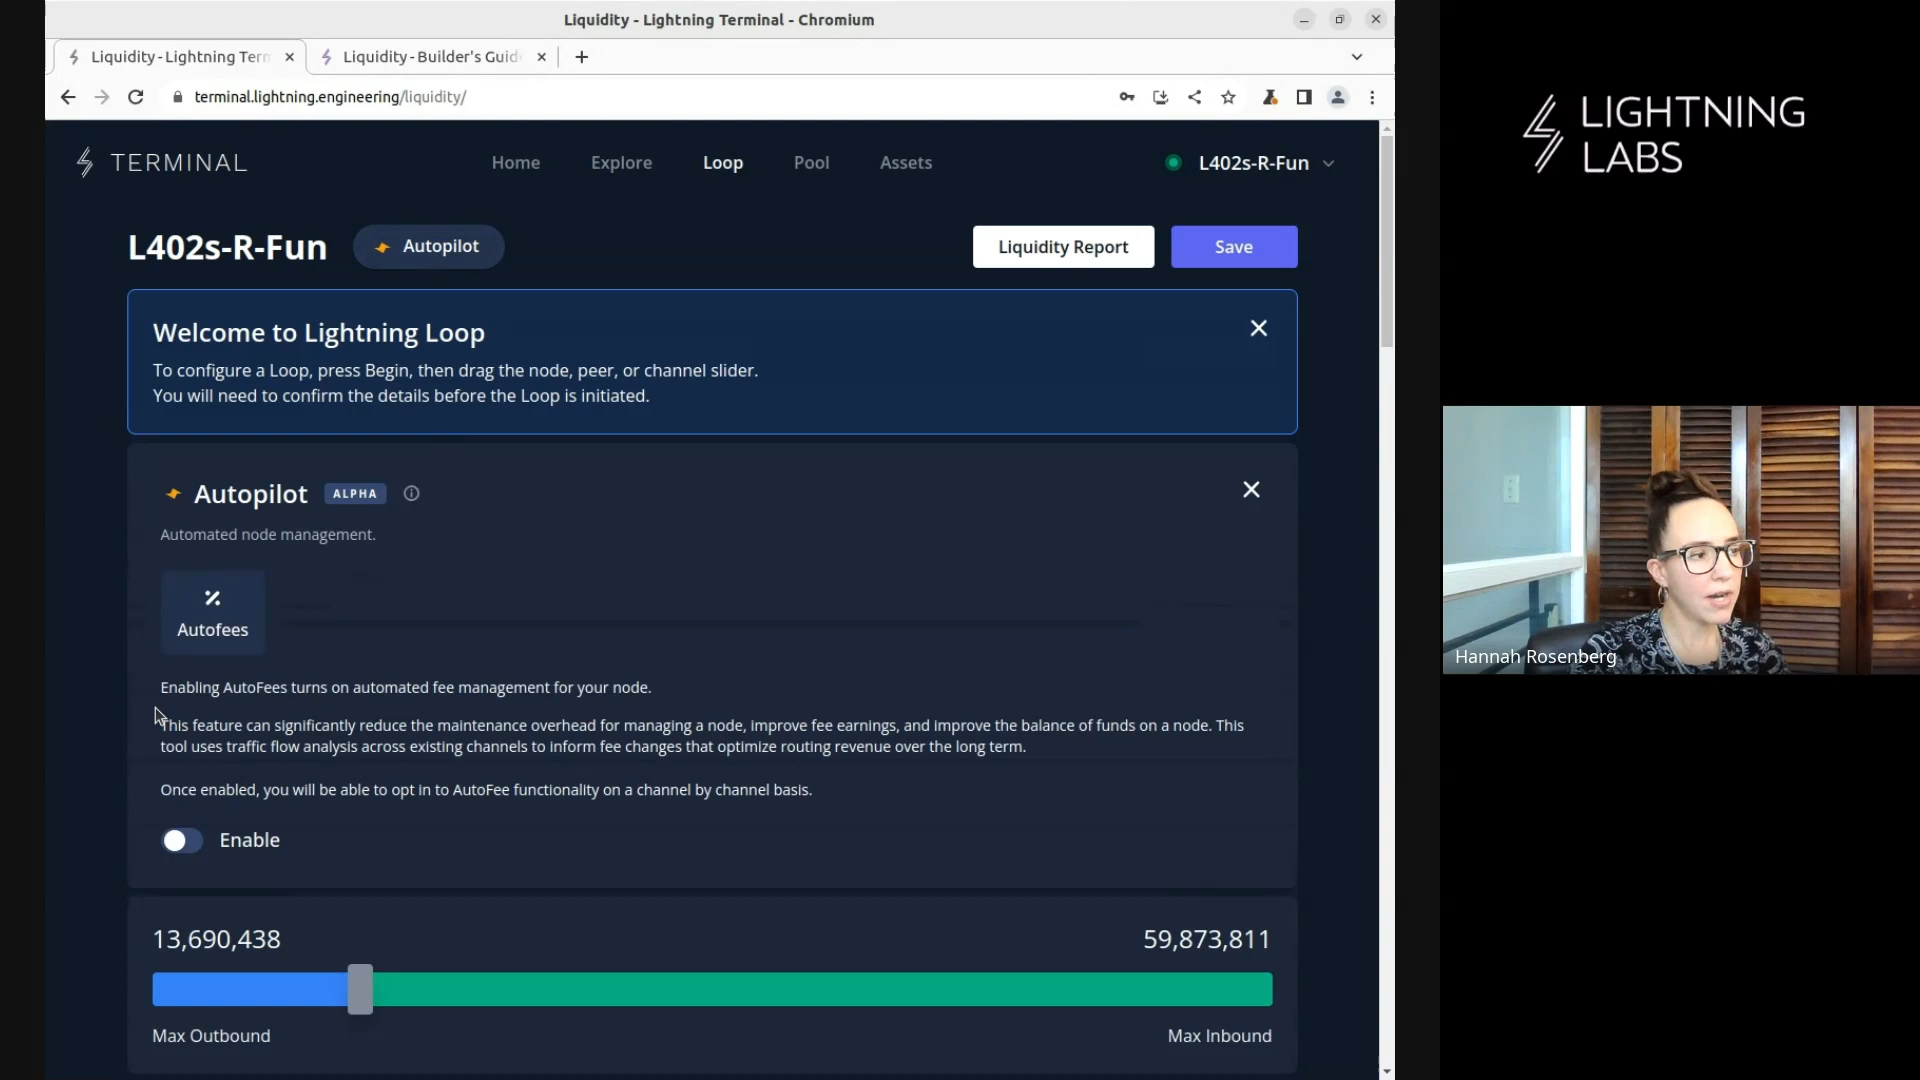 Liquidity - Lightning Terminal - Chromium
Liquidity - Lightning Term
Liquidity - Builder's Guid
terminal.lightning.engineering/liquidity/
TERMINAL
Home
Explore
Loop
Pool
Assets
L402s-R-Fun
L402s-R-Fun
Autopilot
Liquidity Report
Save
Welcome to Lightning Loop
To configure a Loop, press Begin, then drag the node, peer, or channel slider.
You will need to confirm the details before the Loop is initiated.
Autopilot
ALPHA
Automated node management.
Autofees
Enabling AutoFees turns on automated fee management for your node.
This feature can significantly reduce the maintenance overhead for managing a node, improve fee earnings, and improve the balance of funds on a node. This
tool uses traffic flow analysis across existing channels to inform fee changes that optimize routing revenue over the long term.
Once enabled, you will be able to opt in to AutoFee functionality on a channel by channel basis.
Enable
13,690,438
59,873,811
Max Outbound
Max Inbound
LIGHTNING
LABS
Hannah Rosenberg